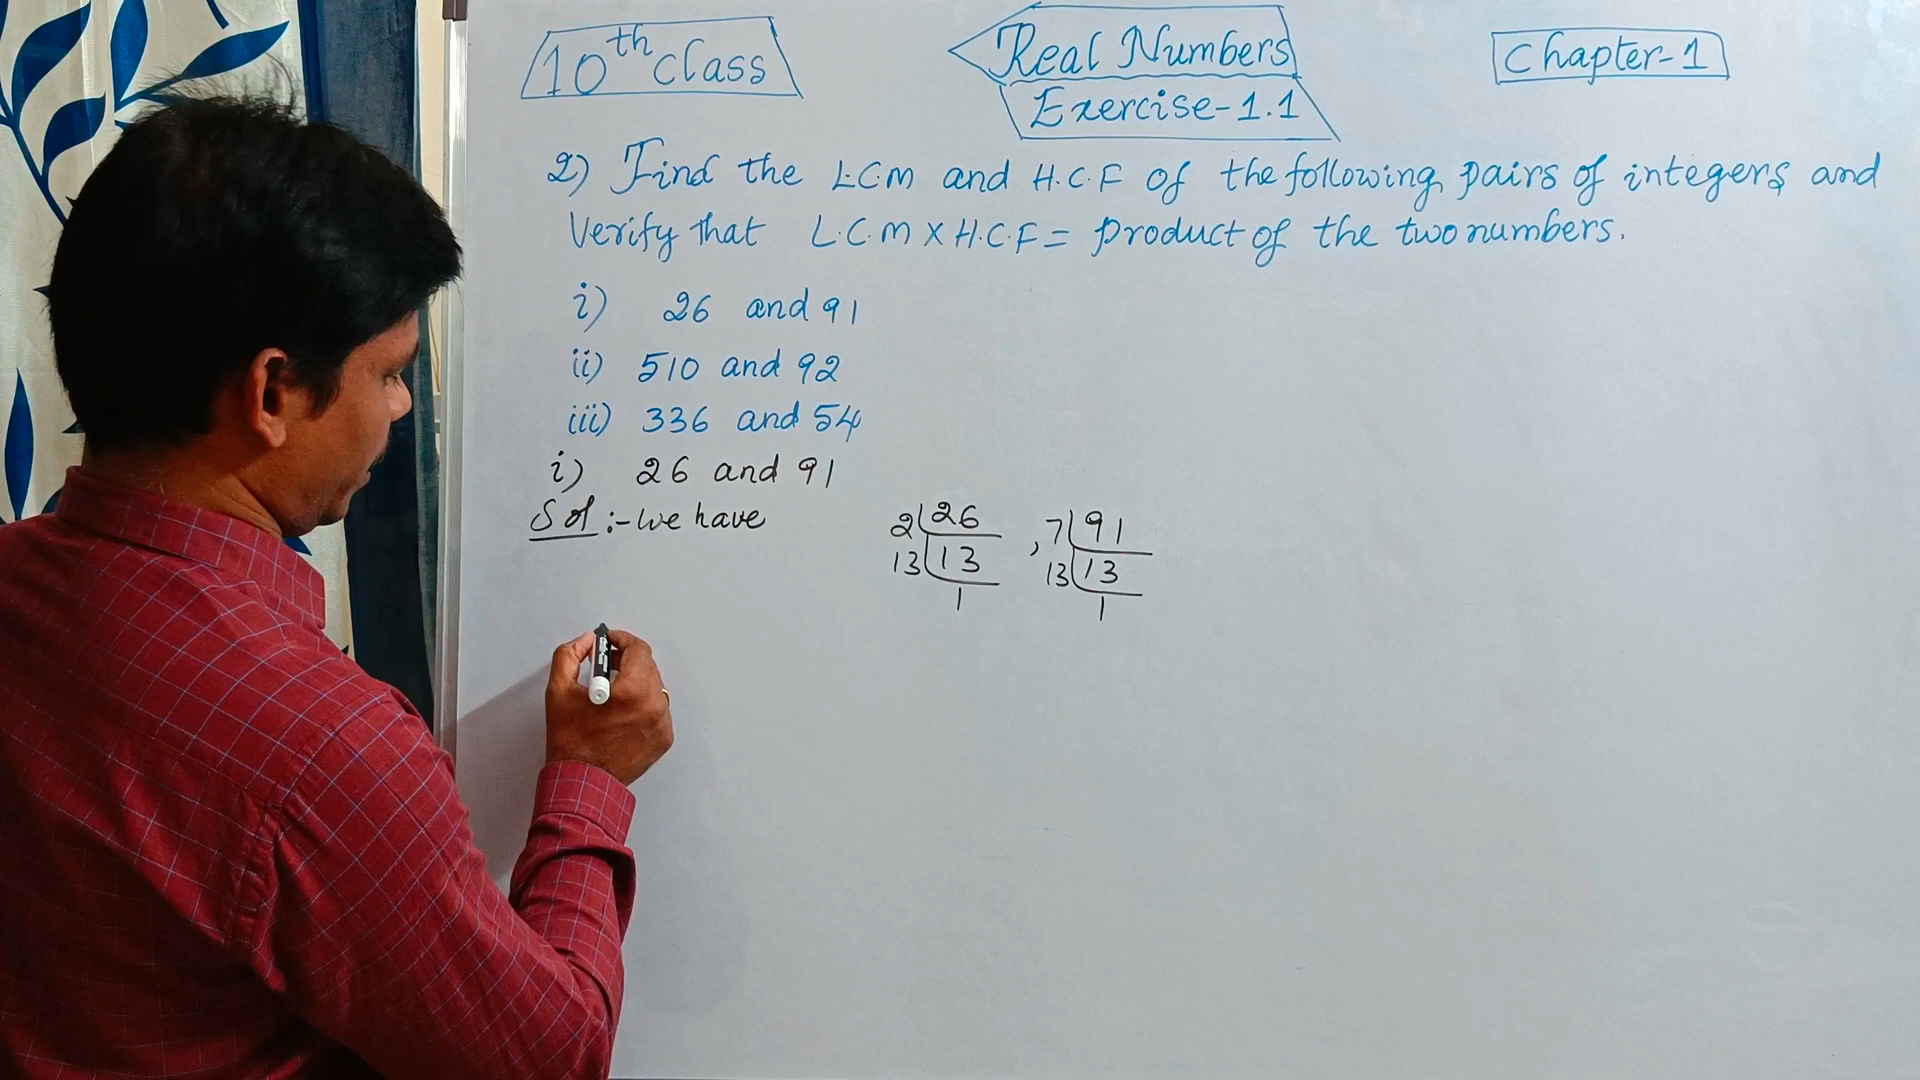 10th class
Real Numbers
Chapter-1
Exercise-1.1
2) Find the L.C.M and H.C.F of the following pairs of integers and
Verify that L.C.M X H.C.F = product of the two numbers.
i) 26 and 91
ii) 510 and 92
iii) 336 and 54
i) 26 and 91
Sol :- we have
2 26 , 7 91
13 13 13 13
1 1